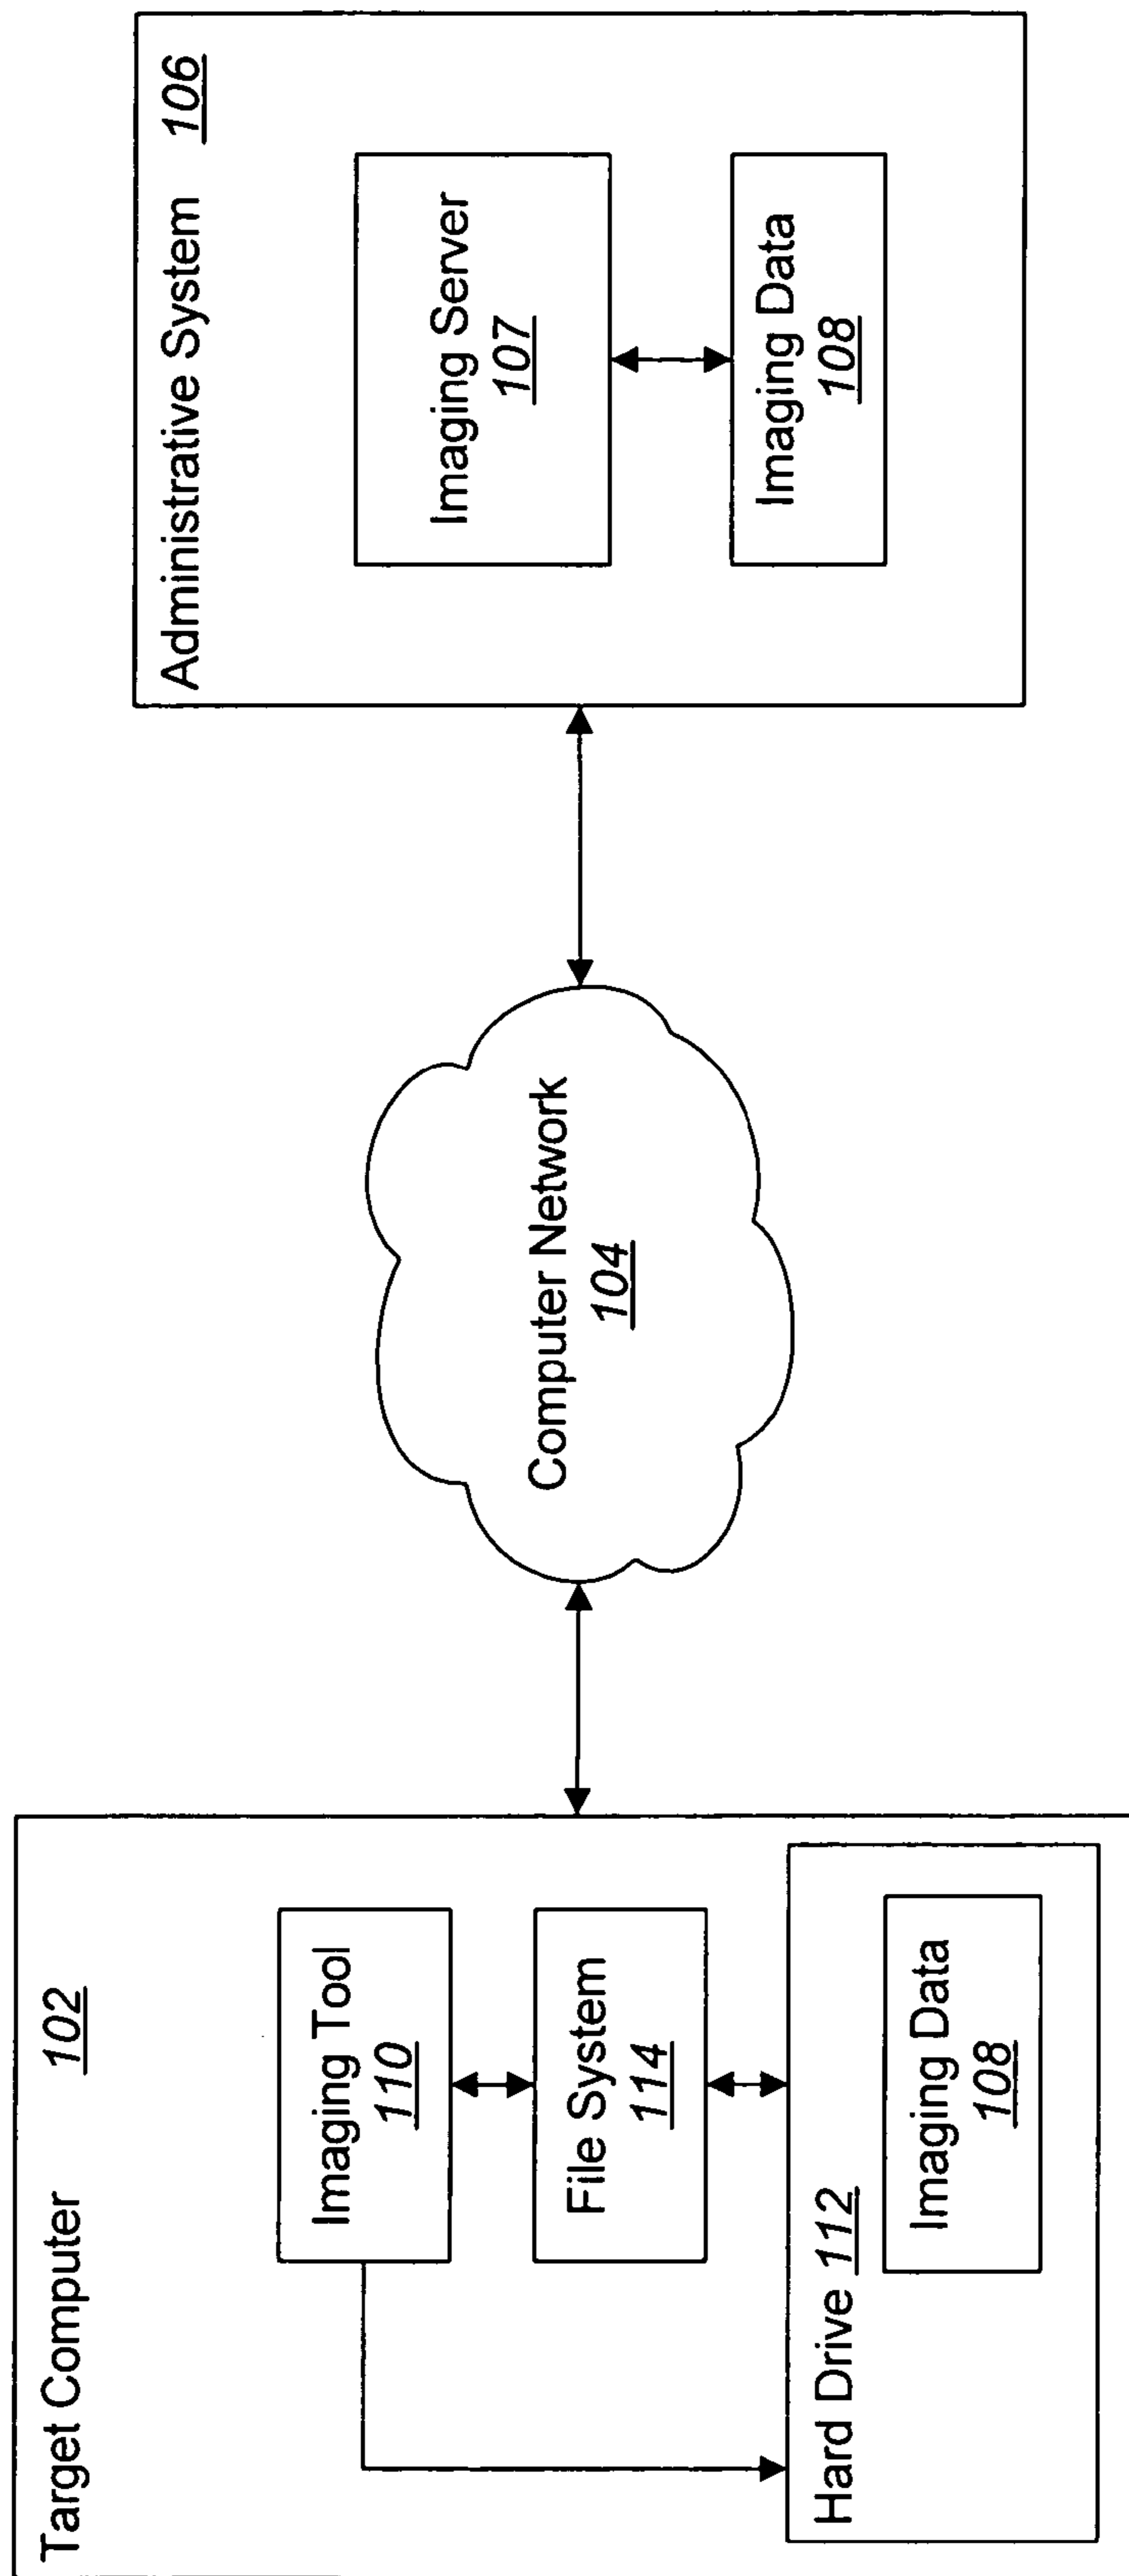 Target Computer 102
Imaging Tool
110
File System
114
Hard Drive 112
Imaging Data
108
Computer Network
104
Administrative System 106
Imaging Server
107
Imaging Data
108